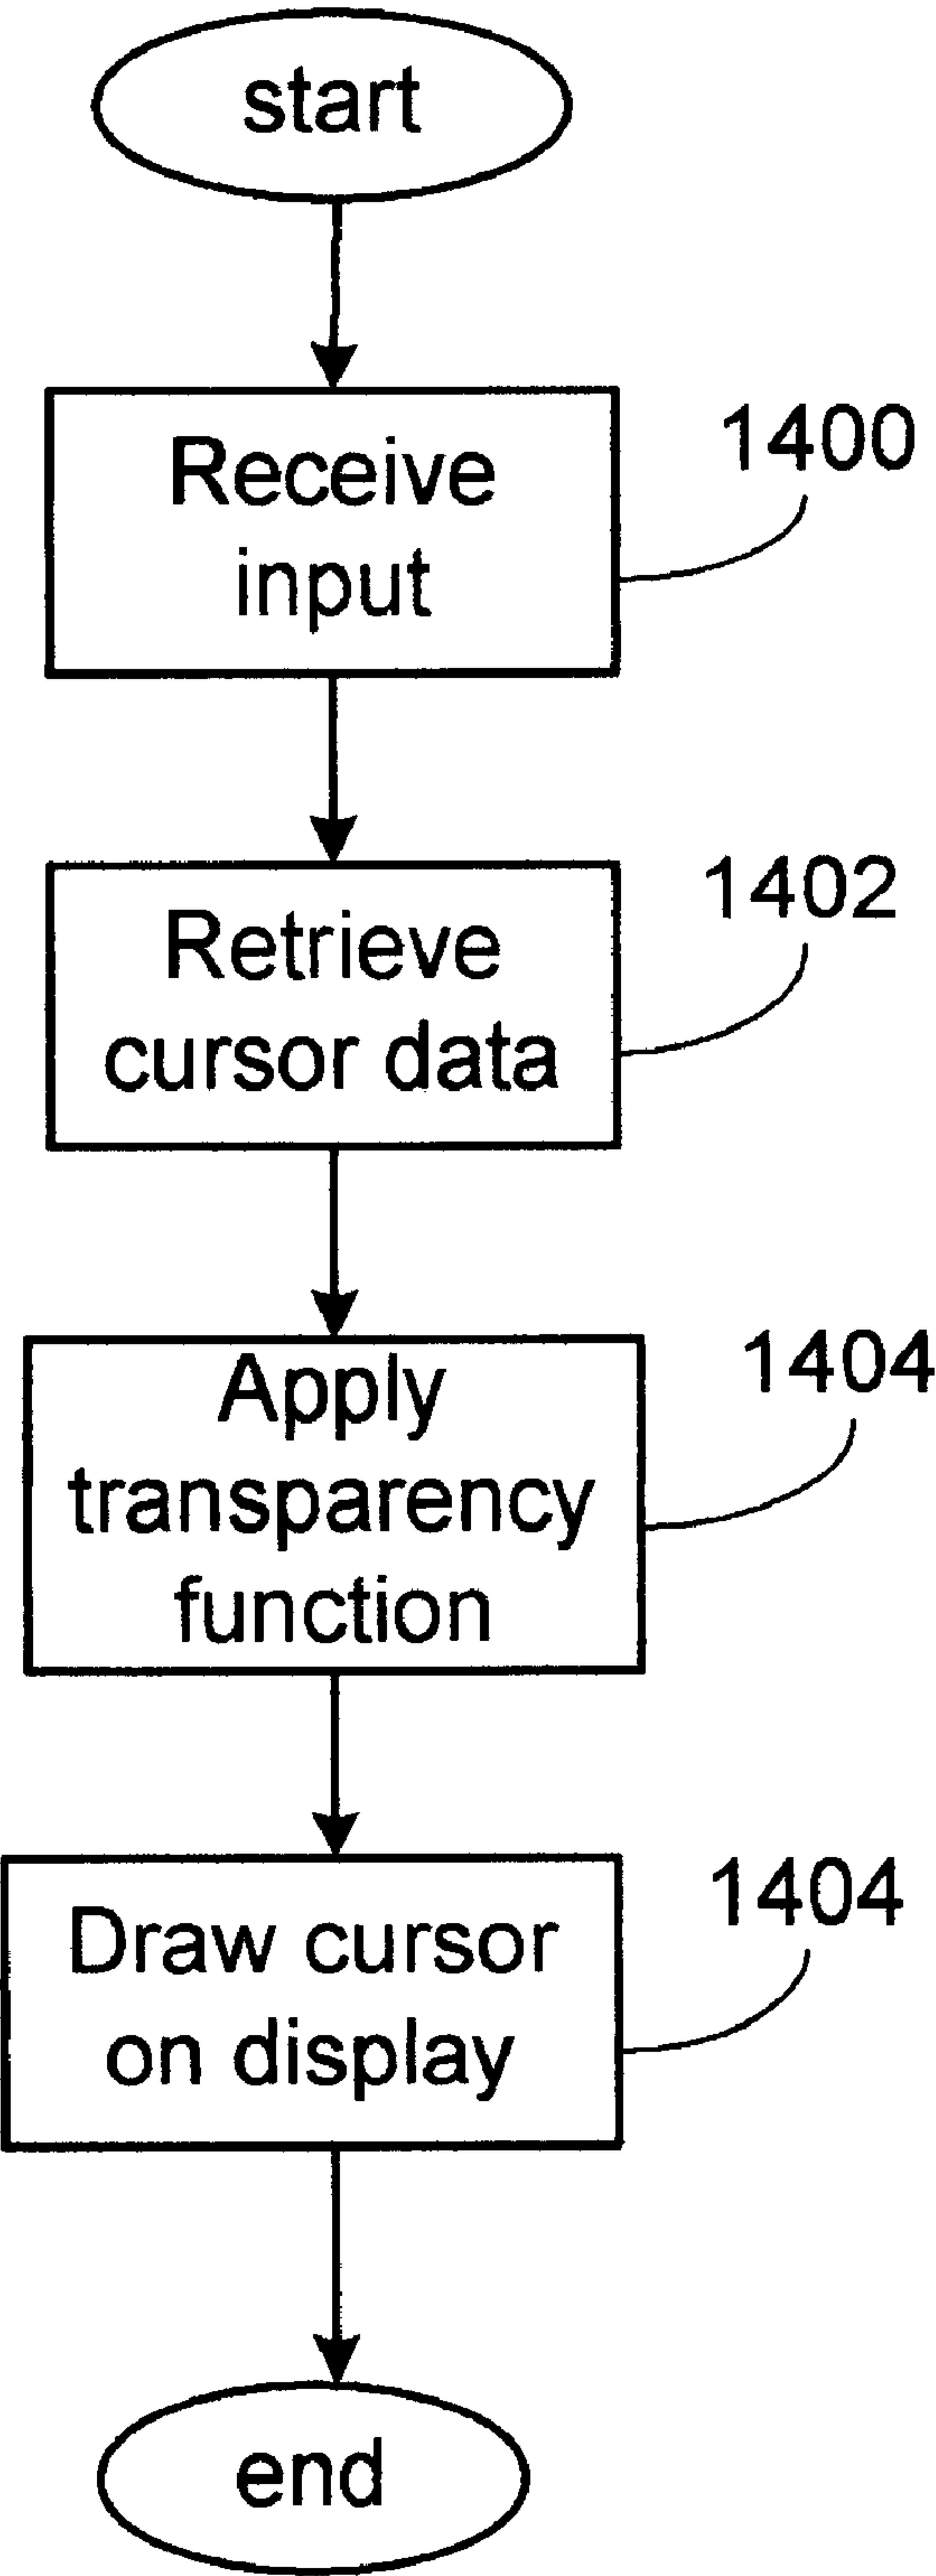 start
Receive
input
1400
Retrieve
cursor data
1402
Apply
transparency
function
1404
Draw cursor
on display
1404
end